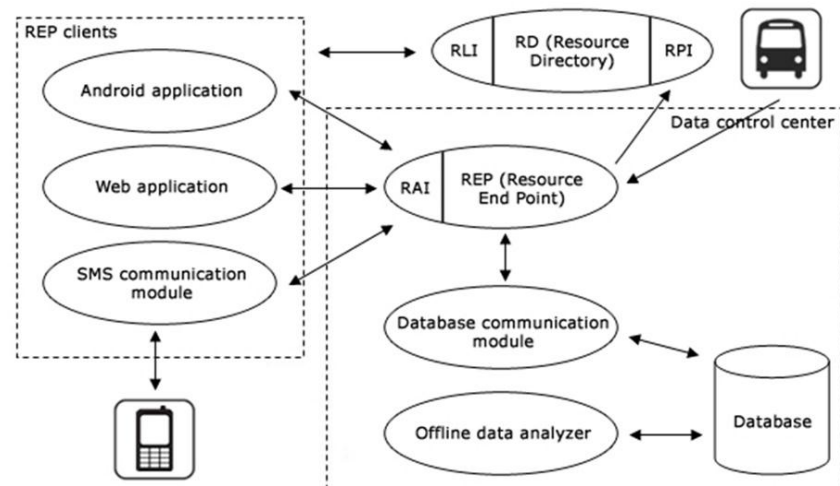 REP clients
Android application
Web application
SMS communication
module
RLI
RD (Resource
Directory)
RPI
Data control center
RAI
REP (Resource
End Point)
Database communication
module
Offline data analyzer
Database